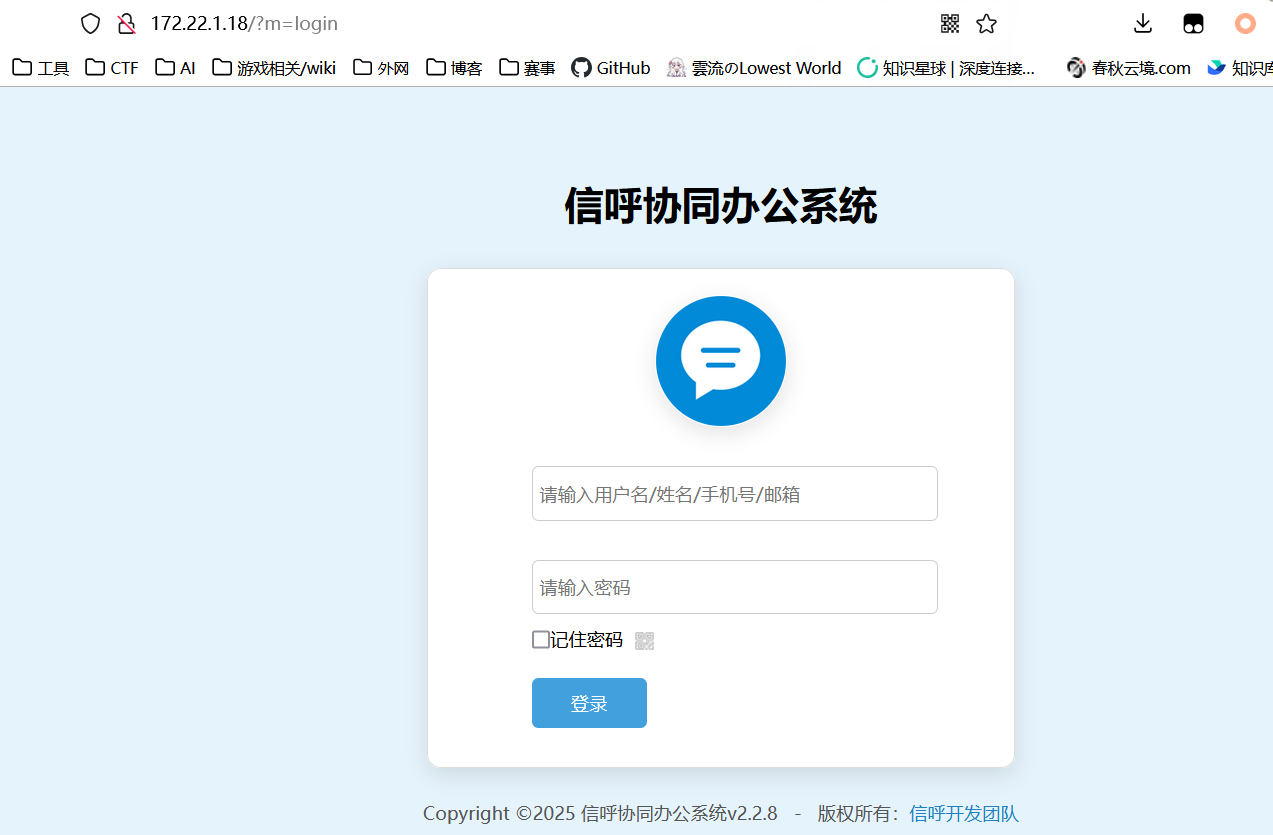 172.22.1.18/?m=login
工具 CTF AI 游戏相关/wiki 外网 博客 赛事 GitHub 雲流のLowest World 知识星球 | 深度连接... 春秋云境.com 知识库
信呼协同办公系统
请输入用户名/姓名/手机号/邮箱
请输入密码
记住密码
登录
Copyright ©2025 信呼协同办公系统v2.2.8 - 版权所有：信呼开发团队